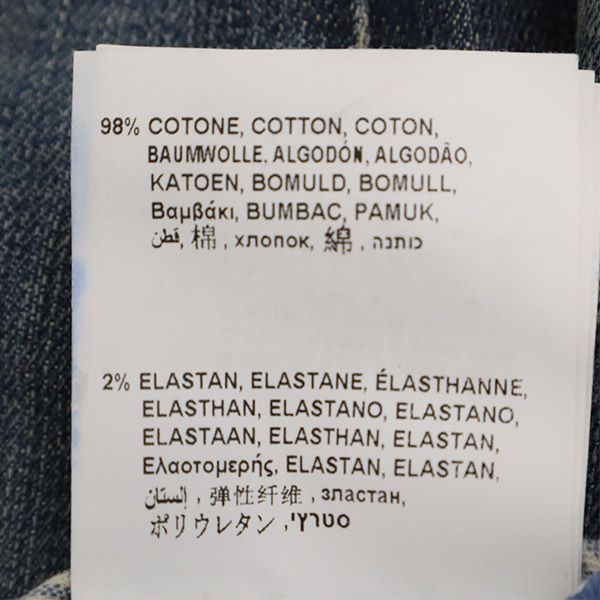 98% COTONE, COTTON, COTON,
BAUMWOLLE, ALGODÓN, ALGODÃO,
KATOEN, BOMULD, BOMULL,
Βαμβάκι, BUMBAC, PAMUK,
قطن, 棉, хлопок, 綿, כותנה,
2% ELASTAN, ELASTANE, ÉLASTHANNE,
ELASTHAN, ELASTANO, ELASTANO,
ELASTAAN, ELASTHAN, ELASTAN,
Ελαοτομερής, ELASTAN, ELASTAN,
إلستان, 弹性纤维, эластан,
ポリウレタン, סטרץ'